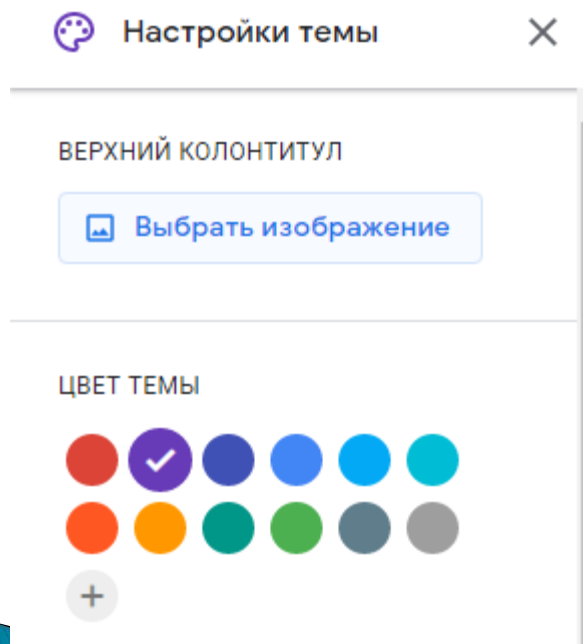 Настройки темы
ВЕРХНИЙ КОЛОНТИТУЛ
Выбрать изображение
ЦВЕТ ТЕМЫ